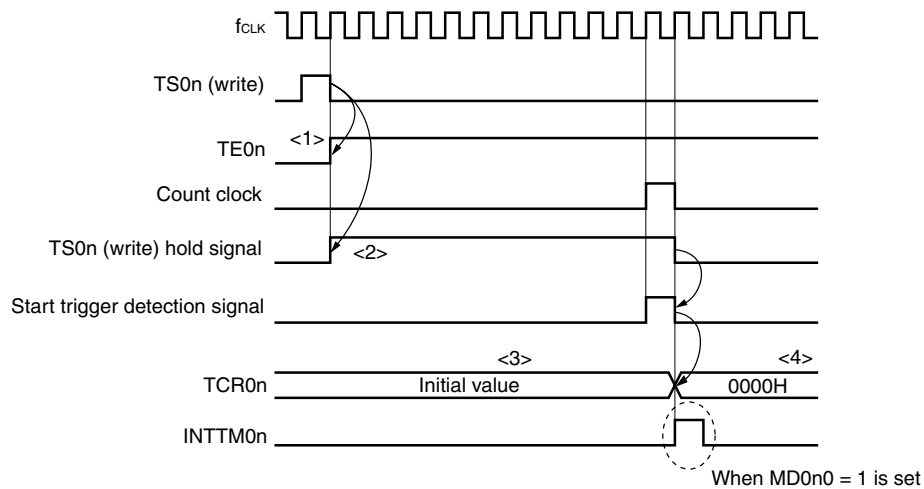 fCLK
TS0n (write)
<1>
TE0n
Count clock
TS0n (write) hold signal
<2>
Start trigger detection signal
<3>
<4>
TCR0n
Initial value
0000H
INTTM0n
When MD0n0 = 1 is set